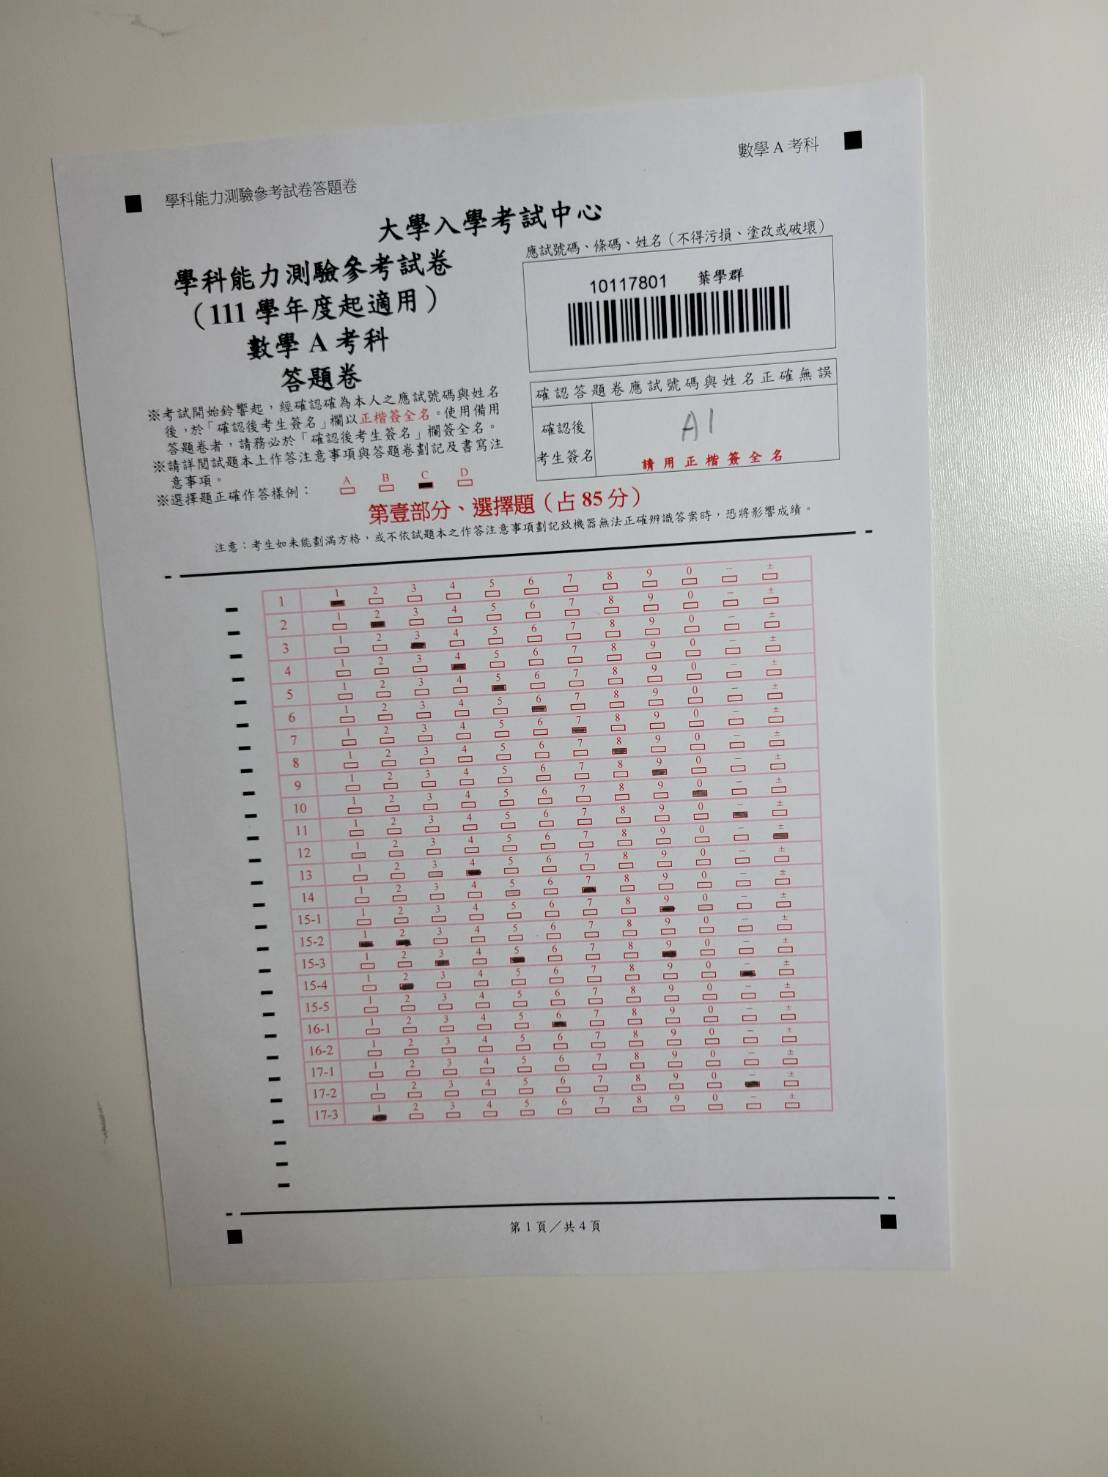 學科能力測驗參考試卷答題卷
數學 A 考科
大學入學考試中心
學科能力測驗參考試卷
（111 學年度起適用）
數學 A 考科
答題卷
應試號碼、條碼、姓名（不得污損、塗改或破壞）
10117801 葉學群
確認答題卷應試號碼與姓名正確無誤
確認後
考生簽名
A1
請用正楷簽全名
※考試開始鈴響起，經確認確為本人之應試號碼與姓名
後，於「確認後考生簽名」欄以正楷簽全名。使用備用
答題卷者，請務必於「確認後考生簽名」欄簽全名。
※請詳閱試題本上作答注意事項與答題卷劃記及書寫注
意事項。
※選擇題正確作答樣例： A B C D
第壹部分、選擇題（占 85 分）
注意：考生如未能劃滿方格，或不依試題本之作答注意事項劃記致機器無法正確辨識答案時，恐將影響成績。
1 1 2 3 4 5 6 7 8 9 0 − ±
2 1 2 3 4 5 6 7 8 9 0 − ±
3 1 2 3 4 5 6 7 8 9 0 − ±
4 1 2 3 4 5 6 7 8 9 0 − ±
5 1 2 3 4 5 6 7 8 9 0 − ±
6 1 2 3 4 5 6 7 8 9 0 − ±
7 1 2 3 4 5 6 7 8 9 0 − ±
8 1 2 3 4 5 6 7 8 9 0 − ±
9 1 2 3 4 5 6 7 8 9 0 − ±
10 1 2 3 4 5 6 7 8 9 0 − ±
11 1 2 3 4 5 6 7 8 9 0 − ±
12 1 2 3 4 5 6 7 8 9 0 − ±
13 1 2 3 4 5 6 7 8 9 0 − ±
14 1 2 3 4 5 6 7 8 9 0 − ±
15-1 1 2 3 4 5 6 7 8 9 0 − ±
15-2 1 2 3 4 5 6 7 8 9 0 − ±
15-3 1 2 3 4 5 6 7 8 9 0 − ±
15-4 1 2 3 4 5 6 7 8 9 0 − ±
15-5 1 2 3 4 5 6 7 8 9 0 − ±
16-1 1 2 3 4 5 6 7 8 9 0 − ±
16-2 1 2 3 4 5 6 7 8 9 0 − ±
17-1 1 2 3 4 5 6 7 8 9 0 − ±
17-2 1 2 3 4 5 6 7 8 9 0 − ±
17-3 1 2 3 4 5 6 7 8 9 0 − ±
第 1 頁／共 4 頁